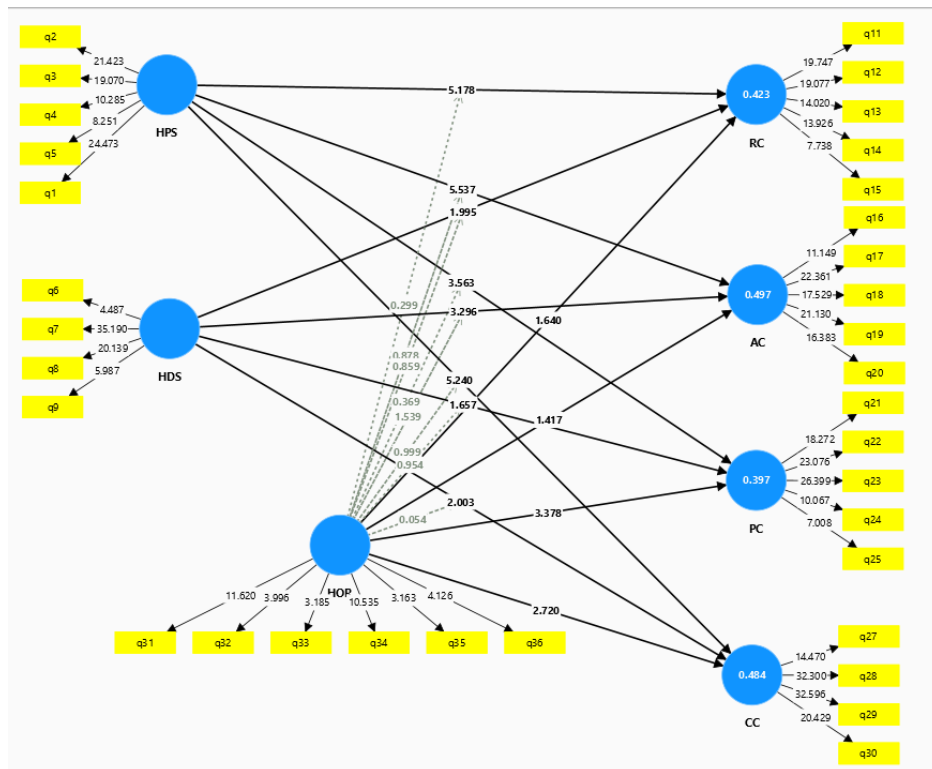 q2
21.423
q3
19.070
q4
10.285
q5
8.251
24.473
q1
HPS
q6
4.487
q7
35.190
q8
20.139
q9
5.987
HDS
5.178
5.537
1.995
3.563
3.296
0.299
1.640
0.878
0.859
5.240
0.369
1.657
1.539
1.417
0.999
0.954
2.003
0.054
3.378
2.720
HOP
11.620
3.996
3.185
10.535
3.163
4.126
q31
q32
q33
q34
q35
q36
0.423
RC
q11
19.747
q12
19.077
q13
14.020
13.926
q14
7.738
q15
0.497
AC
q16
11.149
q17
22.361
q18
17.529
21.130
q19
16.383
q20
0.397
PC
q21
18.272
q22
23.076
q23
26.399
10.067
q24
7.008
q25
0.484
CC
q27
14.470
q28
32.300
32.596
q29
20.429
q30